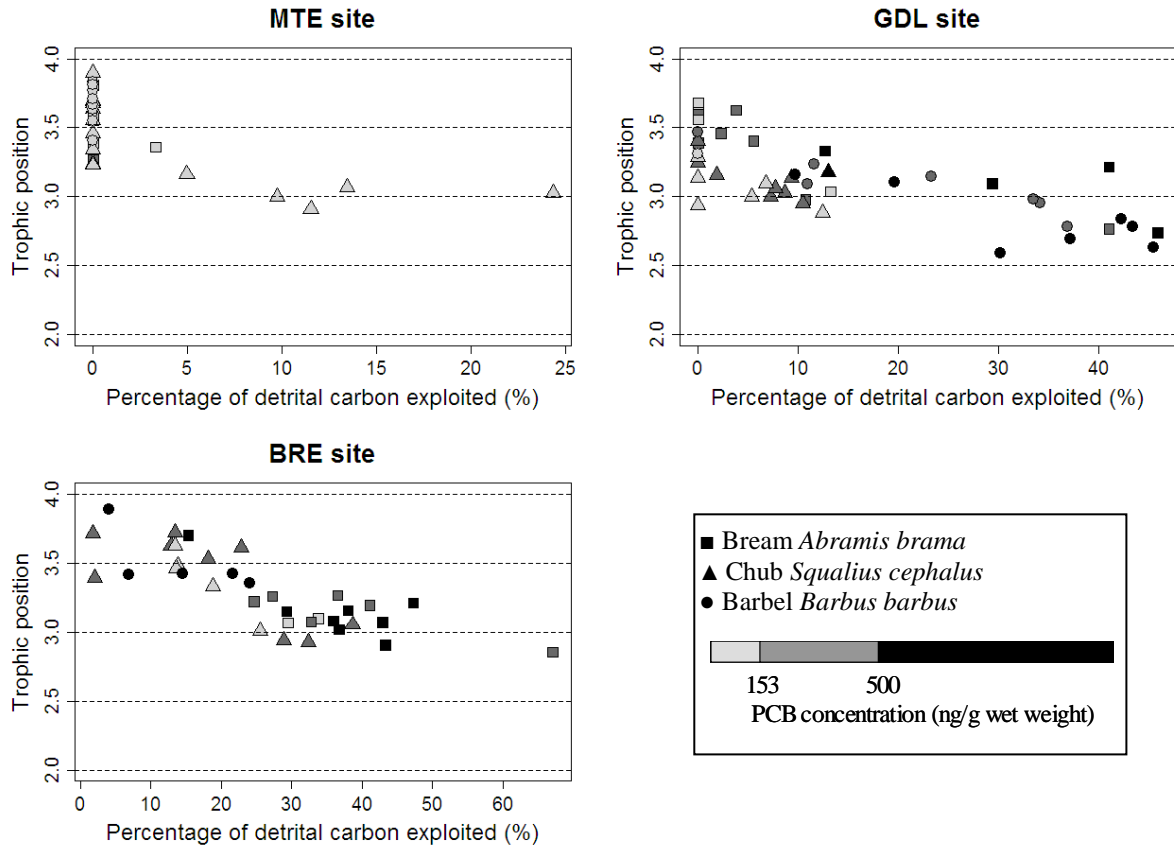 MTE site
4.0
3.5
3.0
2.5
2.0
Trophic position
0 5 10 15 20 25
Percentage of detrital carbon exploited (%)
GDL site
4.0
3.5
3.0
2.5
2.0
Trophic position
0 10 20 30 40
Percentage of detrital carbon exploited (%)
BRE site
4.0
3.5
3.0
2.5
2.0
Trophic position
0 10 20 30 40 50 60
Percentage of detrital carbon exploited (%)
Bream Abramis brama
Chub Squalius cephalus
Barbel Barbus barbus
153 500
PCB concentration (ng/g wet weight)